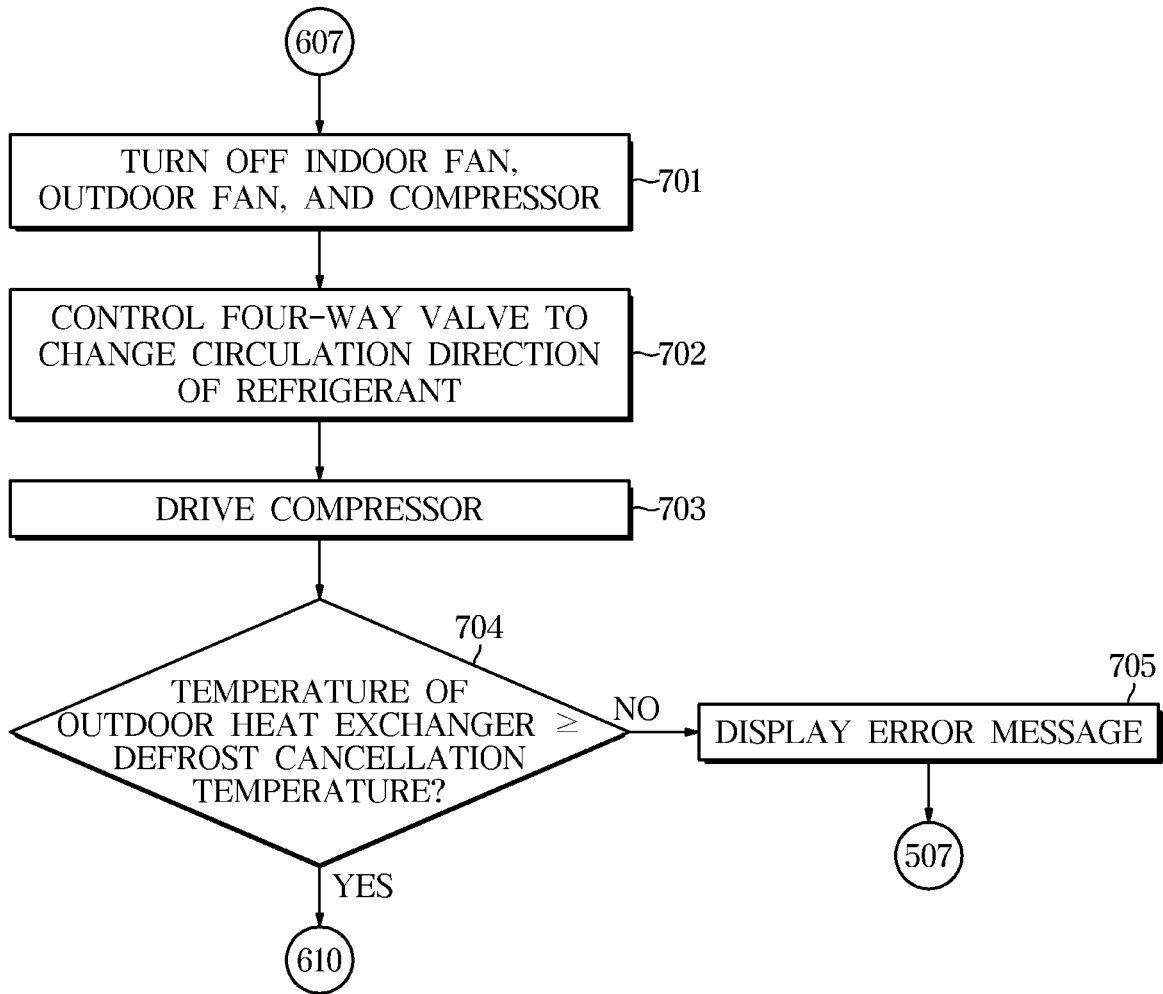 607
TURN OFF INDOOR FAN,
OUTDOOR FAN, AND COMPRESSOR
701
CONTROL FOUR-WAY VALVE TO
CHANGE CIRCULATION DIRECTION
OF REFRIGERANT
702
DRIVE COMPRESSOR
703
704
TEMPERATURE OF
OUTDOOR HEAT EXCHANGER ≥
DEFROST CANCELLATION
TEMPERATURE?
NO
705
DISPLAY ERROR MESSAGE
507
YES
610